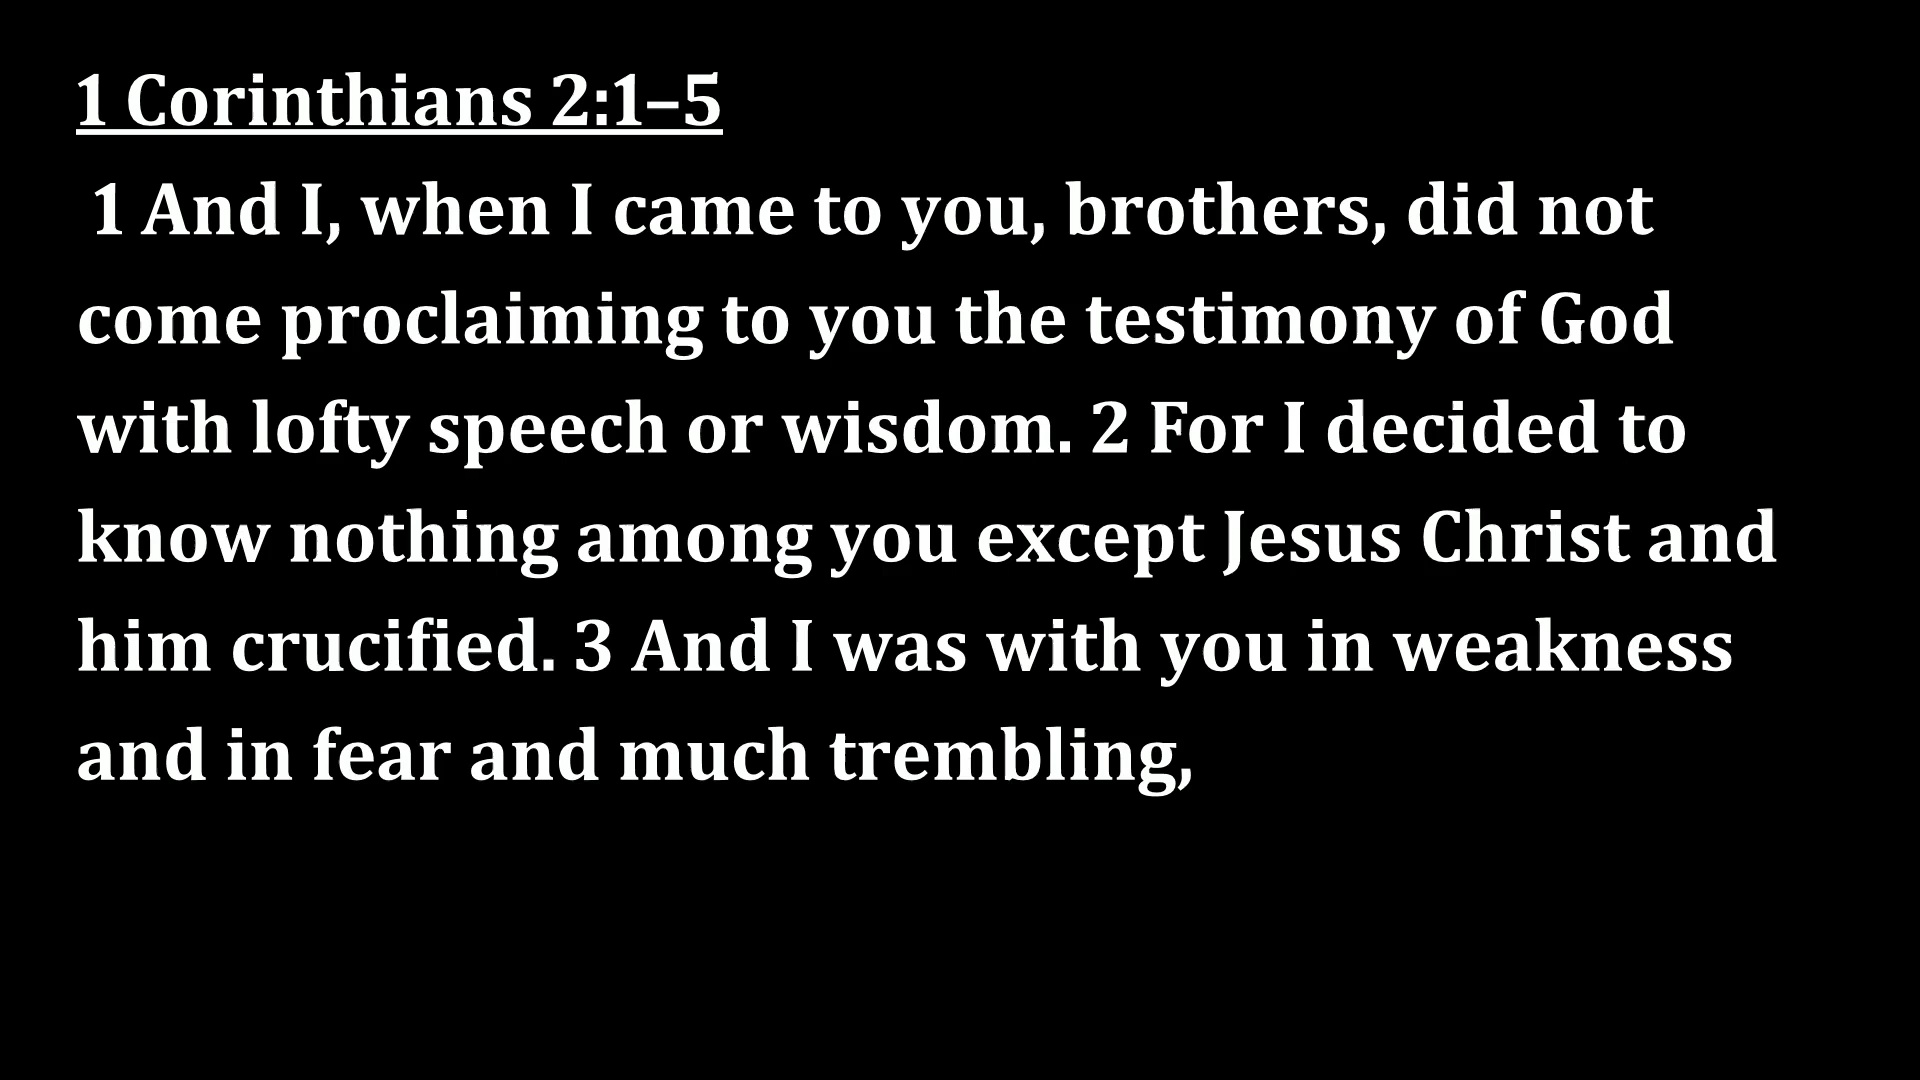 1 Corinthians 2:1–5
1 And I, when I came to you, brothers, did not
come proclaiming to you the testimony of God
with lofty speech or wisdom. 2 For I decided to
know nothing among you except Jesus Christ and
him crucified. 3 And I was with you in weakness
and in fear and much trembling,